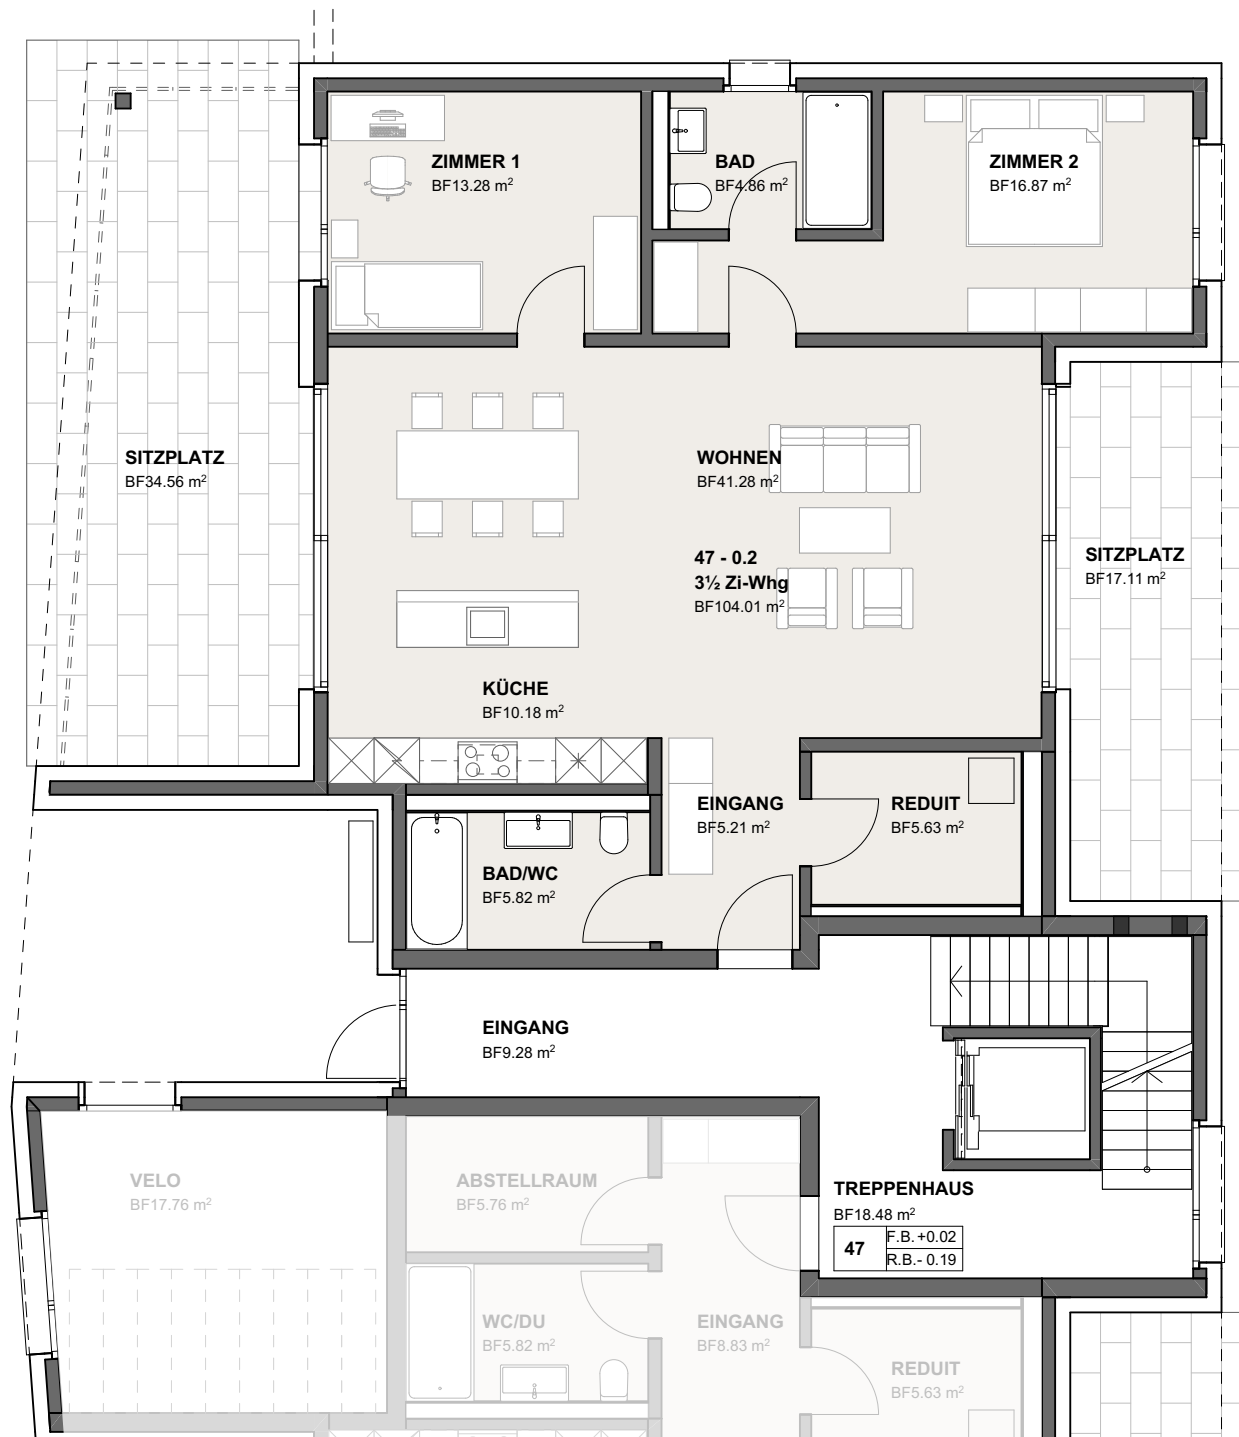 ZIMMER 1
BF13.28 m²
BAD
BF4.86 m²
ZIMMER 2
BF16.87 m²
SITZPLATZ
BF34.56 m²
WOHNEN
BF41.28 m²
47 - 0.2
3½ Zi-Whg
BF104.01 m²
SITZPLATZ
BF17.11 m²
KÜCHE
BF10.18 m²
EINGANG
BF5.21 m²
REDUIT
BF5.63 m²
BAD/WC
BF5.82 m²
EINGANG
BF9.28 m²
VELO
BF17.76 m²
ABSTELLRAUM
BF5.76 m²
TREPPENHAUS
BF18.48 m²
47
F.B. +0.02
R.B.- 0.19
WC/DU
BF5.82 m²
EINGANG
BF8.83 m²
REDUIT
BF5.63 m²